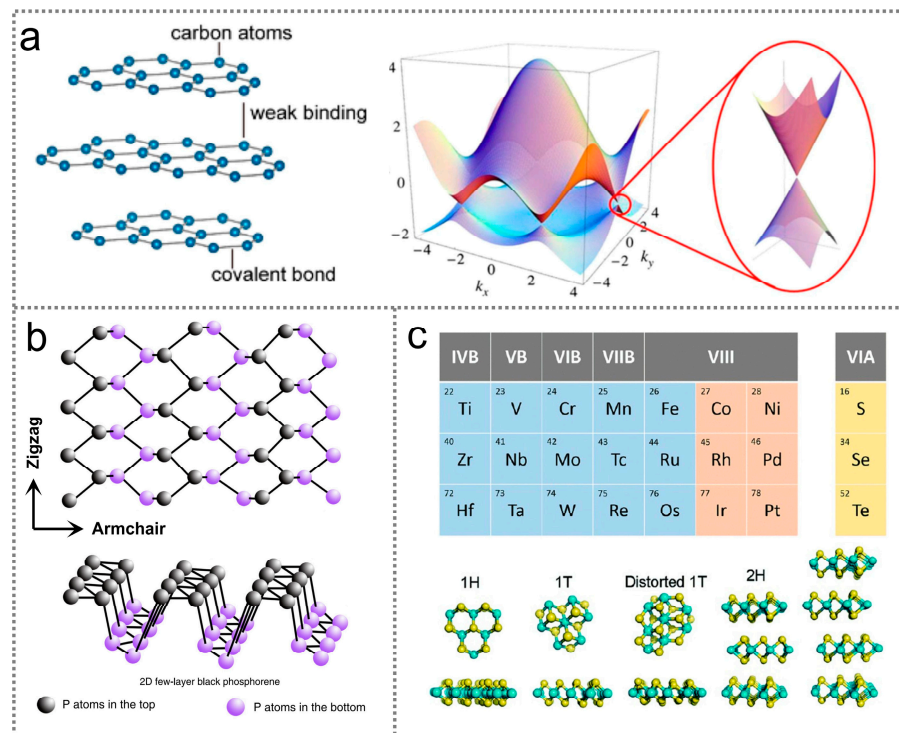 a
carbon atoms
weak binding
covalent bond
4
2
0
-2
-4
-2
0
2
4
kx
4
2
0
-2
-4
ky
b
Zigzag
Armchair
2D few-layer black phosphorene
P atoms in the top
P atoms in the bottom
c
IVB VB VIB VIIB VIII VIA
22 23 24 25 26 27 28 16
Ti V Cr Mn Fe Co Ni S
40 41 42 43 44 45 46 34
Zr Nb Mo Tc Ru Rh Pd Se
72 73 74 75 76 77 78 52
Hf Ta W Re Os Ir Pt Te
1H 1T Distorted 1T 2H